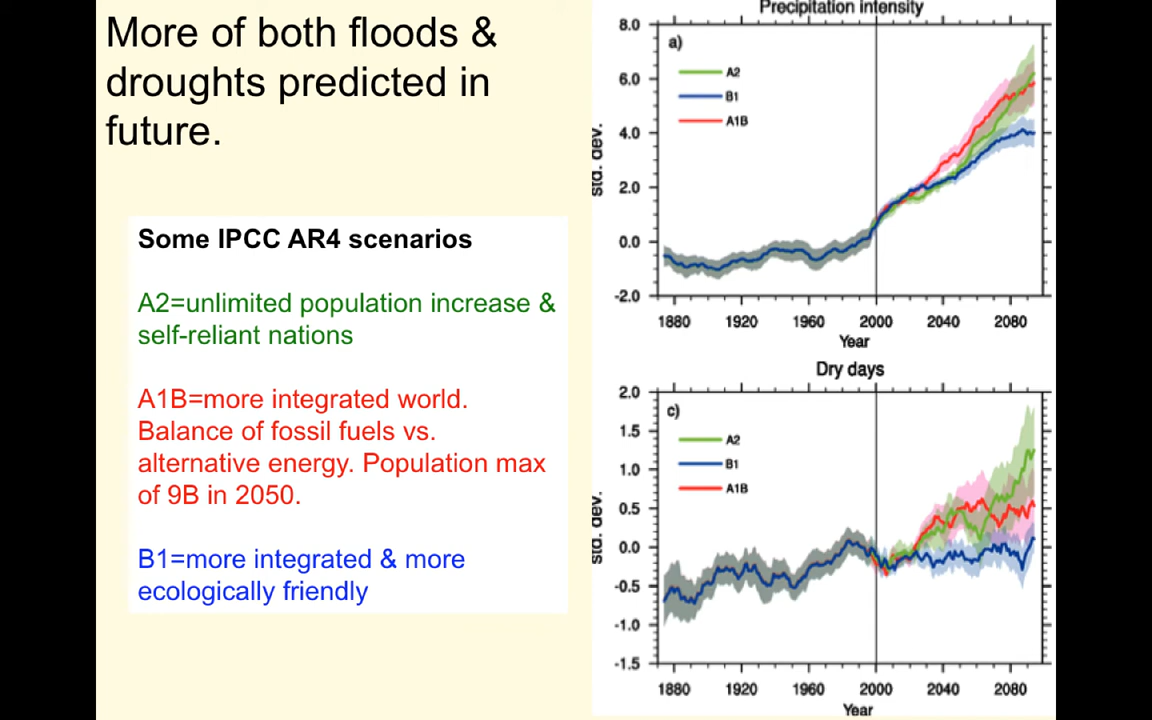 More of both floods &
droughts predicted in
future.
Some IPCC AR4 scenarios
A2=unlimited population increase &
self-reliant nations
A1B=more integrated world.
Balance of fossil fuels vs.
alternative energy. Population max
of 9B in 2050.
B1=more integrated & more
ecologically friendly
Precipitation intensity
a)
A2
B1
A1B
std. dev.
8.0
6.0
4.0
2.0
0.0
-2.0
1880 1920 1960 2000 2040 2080
Year
Dry days
c)
A2
B1
A1B
std. dev.
2.0
1.5
1.0
0.5
0.0
-0.5
-1.0
-1.5
1880 1920 1960 2000 2040 2080
Year